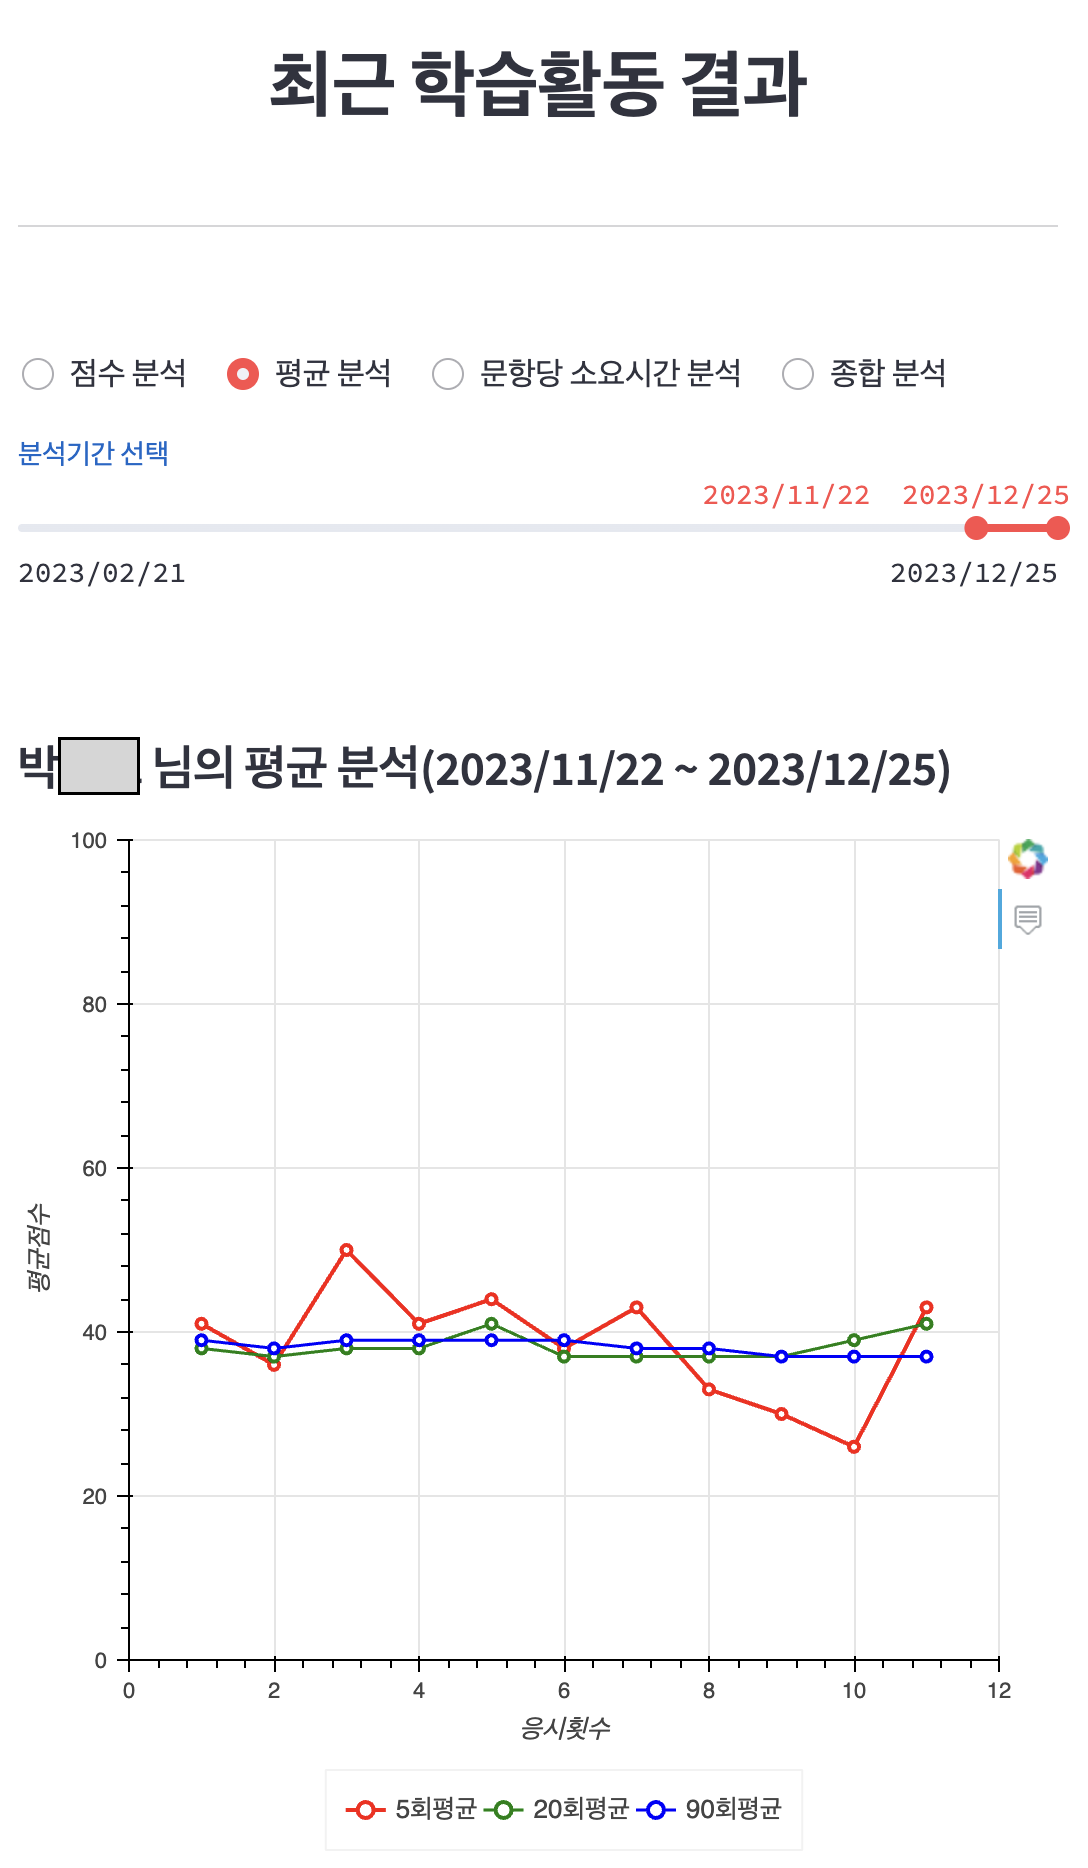 최근 학습활동 결과
점수 분석 평균 분석 문항당 소요시간 분석 종합 분석
분석기간 선택
2023/11/22 2023/12/25
2023/02/21 2023/12/25
박 님의 평균 분석(2023/11/22 ~ 2023/12/25)
100
80
60
40
20
0
평균점수
0 2 4 6 8 10 12
응시횟수
5회평균 20회평균 90회평균